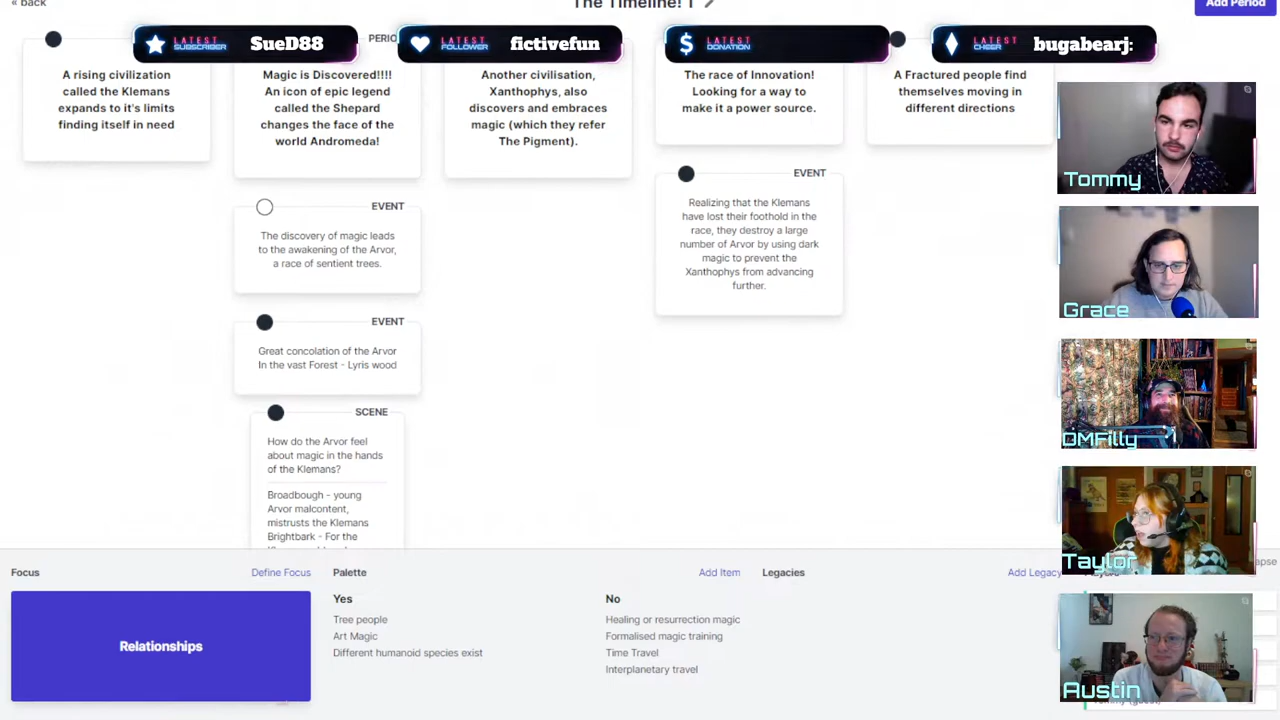 « back
The Timeline! 1
Add Period
LATEST SUBSCRIBER
SueD88
PERIO
LATEST FOLLOWER
fictivefun
LATEST DONATION
LATEST CHEER
bugabearj:
A rising civilization
called the Klemans
expands to it's limits
finding itself in need
Magic is Discovered!!!!
An icon of epic legend
called the Shepard
changes the face of the
world Andromeda!
Another civilisation,
Xanthophys, also
discovers and embraces
magic (which they refer
The Pigment).
The race of Innovation!
Looking for a way to
make it a power source.
A Fractured people find
themselves moving in
different directions
EVENT
The discovery of magic leads
to the awakening of the Arvor,
a race of sentient trees.
EVENT
Great concolation of the Arvor
In the vast Forest - Lyris wood
SCENE
How do the Arvor feel
about magic in the hands
of the Klemans?
Broadbough - young
Arvor malcontent,
mistrusts the Klemans
Brightbark - For the
EVENT
Realizing that the Klemans
have lost their foothold in the
race, they destroy a large
number of Arvor by using dark
magic to prevent the
Xanthophys from advancing
further.
Tommy
Grace
DMFilly
Taylor
Austin
Focus
Define Focus
Relationships
Palette
Add Item
Yes
Tree people
Art Magic
Different humanoid species exist
No
Healing or resurrection magic
Formalised magic training
Time Travel
Interplanetary travel
Legacies
Add Legacy
apse